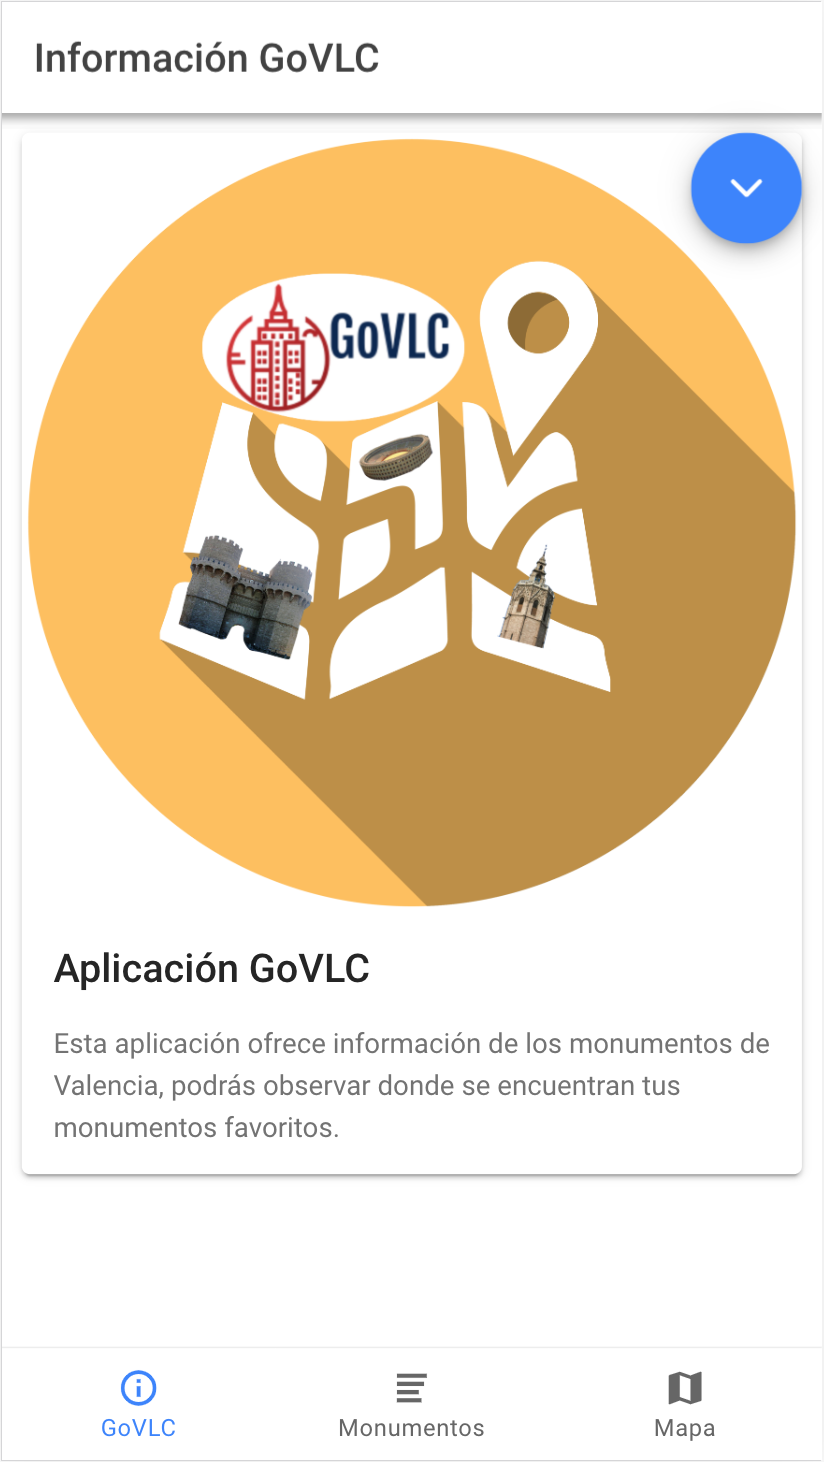 Información GoVLC
GoVLC
Aplicación GoVLC
Esta aplicación ofrece información de los monumentos de
Valencia, podrás observar donde se encuentran tus
monumentos favoritos.
GoVLC
Monumentos
Mapa